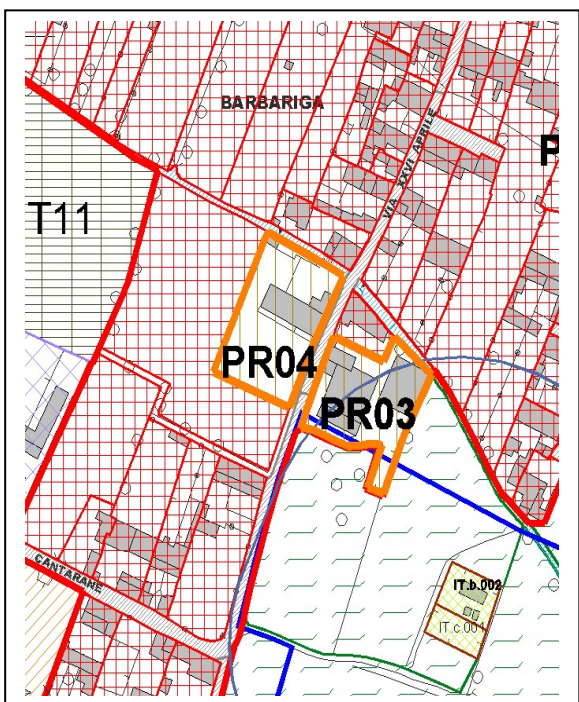 BARBARIGA
VIA XXVI APRILE
P
T11
PR04
PR03
CANTARANE
IT.b.002
IT.c.001